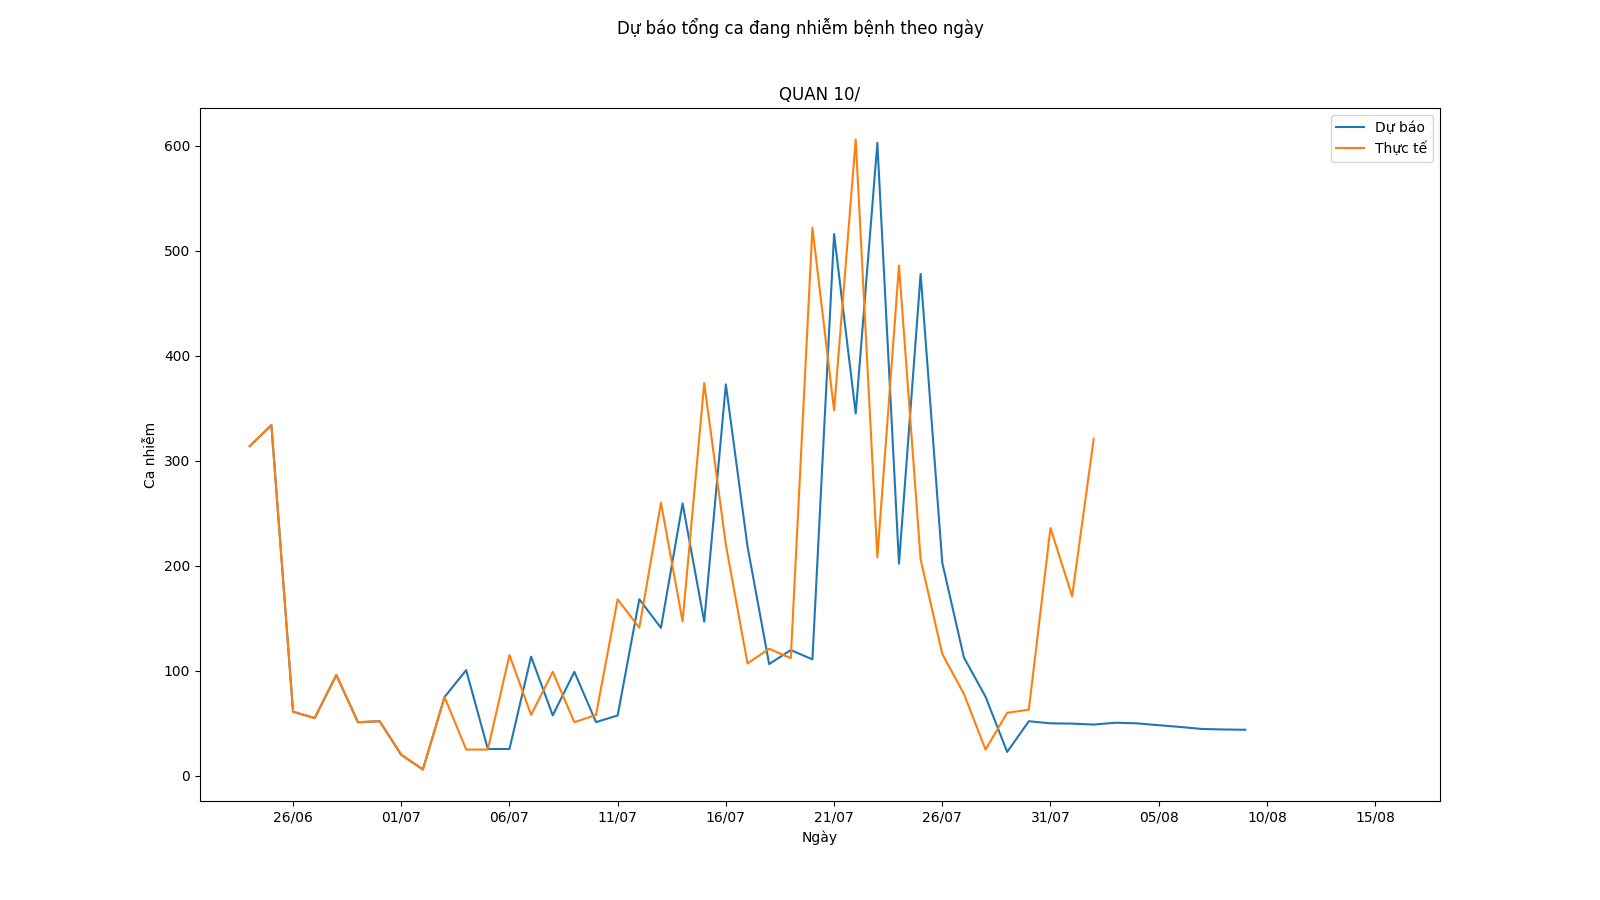 Dự báo tổng ca đang nhiễm bệnh theo ngày
QUAN 10/
Dự báo
Thực tế
600
500
400
300
200
100
0
Ca nhiễm
26/06 01/07 06/07 11/07 16/07 21/07 26/07 31/07 05/08 10/08 15/08
Ngày